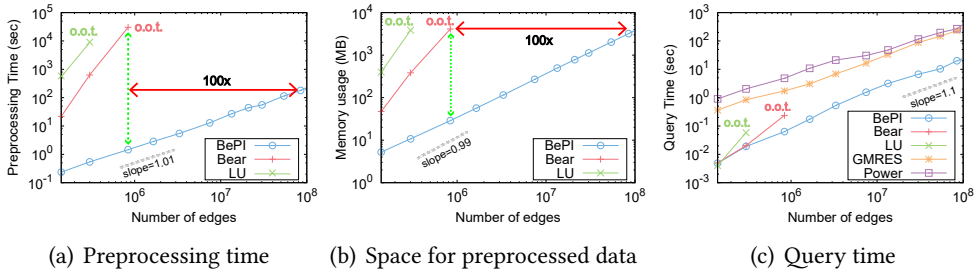 Preprocessing Time (sec)
10^5
10^4
10^3
10^2
10^1
10^0
10^-1
o.o.t.
o.o.t.
100x
slope=1.01
BePI
Bear
LU
10^6
10^7
10^8
Number of edges
(a) Preprocessing time
Memory usage (MB)
10^4
10^3
10^2
10^1
10^0
o.o.t.
o.o.t.
100x
slope=0.99
BePI
Bear
LU
10^6
10^7
10^8
Number of edges
(b) Space for preprocessed data
Query Time (sec)
10^3
10^2
10^1
10^0
10^-1
10^-2
10^-3
o.o.t.
o.o.t.
slope=1.1
BePI
Bear
LU
GMRES
Power
10^6
10^7
10^8
Number of edges
(c) Query time